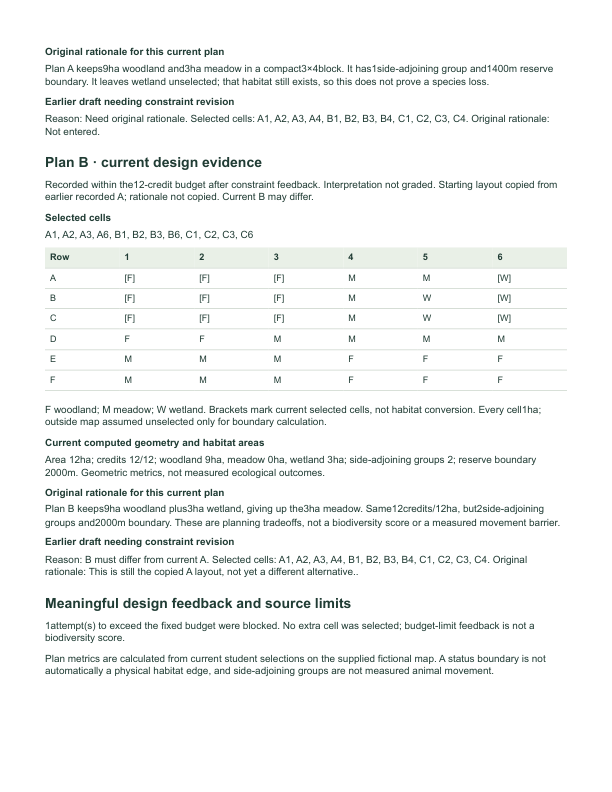 Original rationale for this current plan
Plan A keeps9ha woodland and3ha meadow in a compact3×4block. It has1side-adjoining group and1400m reserve
boundary. It leaves wetland unselected; that habitat still exists, so this does not prove a species loss.
Earlier draft needing constraint revision
Reason: Need original rationale. Selected cells: A1, A2, A3, A4, B1, B2, B3, B4, C1, C2, C3, C4. Original rationale:
Not entered.
Plan B · current design evidence
Recorded within the12-credit budget after constraint feedback. Interpretation not graded. Starting layout copied from
earlier recorded A; rationale not copied. Current B may differ.
Selected cells
A1, A2, A3, A6, B1, B2, B3, B6, C1, C2, C3, C6
Row 1 2 3 4 5 6
A [F] [F] [F] M M [W]
B [F] [F] [F] M W [W]
C [F] [F] [F] M W [W]
D F F M M M M
E M M M F F F
F M M M F F F
F woodland; M meadow; W wetland. Brackets mark current selected cells, not habitat conversion. Every cell1ha;
outside map assumed unselected only for boundary calculation.
Current computed geometry and habitat areas
Area 12ha; credits 12/12; woodland 9ha, meadow 0ha, wetland 3ha; side-adjoining groups 2; reserve boundary
2000m. Geometric metrics, not measured ecological outcomes.
Original rationale for this current plan
Plan B keeps9ha woodland plus3ha wetland, giving up the3ha meadow. Same12credits/12ha, but2side-adjoining
groups and2000m boundary. These are planning tradeoffs, not a biodiversity score or a measured movement barrier.
Earlier draft needing constraint revision
Reason: B must differ from current A. Selected cells: A1, A2, A3, A4, B1, B2, B3, B4, C1, C2, C3, C4. Original
rationale: This is still the copied A layout, not yet a different alternative..
Meaningful design feedback and source limits
1attempt(s) to exceed the fixed budget were blocked. No extra cell was selected; budget-limit feedback is not a
biodiversity score.
Plan metrics are calculated from current student selections on the supplied fictional map. A status boundary is not
automatically a physical habitat edge, and side-adjoining groups are not measured animal movement.